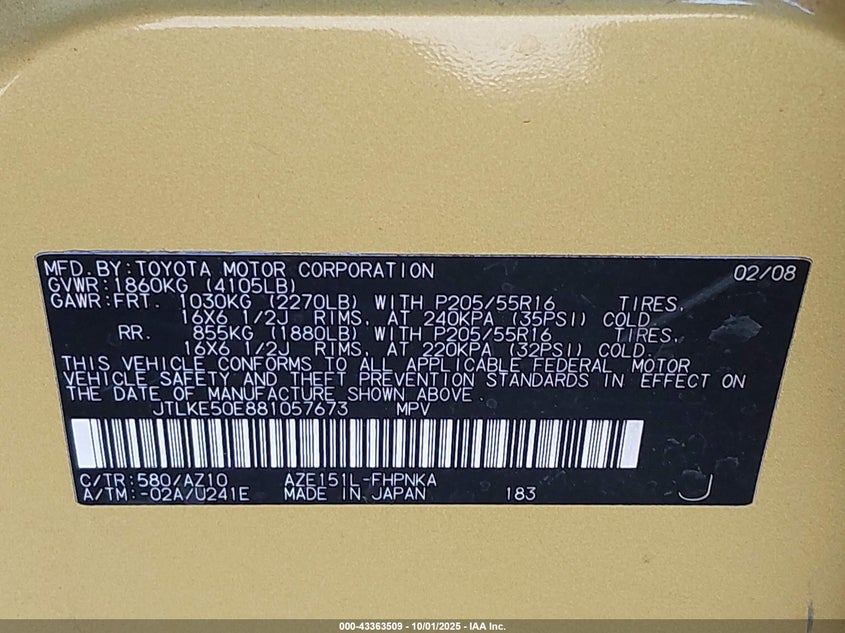 MFD.BY:TOYOTA MOTOR CORPORATION 02/08
GVWR:1860KG (4105LB)
GAWR:FRT. 1030KG (2270LB) WITH P205/55R16 TIRES,
16X6 1/2J RIMS, AT 240KPA (35PSI) COLD
RR. 855KG (1880LB) WITH P205/55R16 TIRES,
16X6 1/2J RIMS, AT 220KPA (32PSI) COLD.
THIS VEHICLE CONFORMS TO ALL APPLICABLE FEDERAL MOTOR
VEHICLE SAFETY AND THEFT PREVENTION STANDARDS IN EFFECT ON
THE DATE OF MANUFACTURE SHOWN ABOVE.
JTLKE50E881057673 MPV
C/TR:580/AZ10 AZE151L-FHPNKA
A/TM:-02A/U241E MADE IN JAPAN 183 J
000-43363509 - 10/01/2025 - IAA Inc.